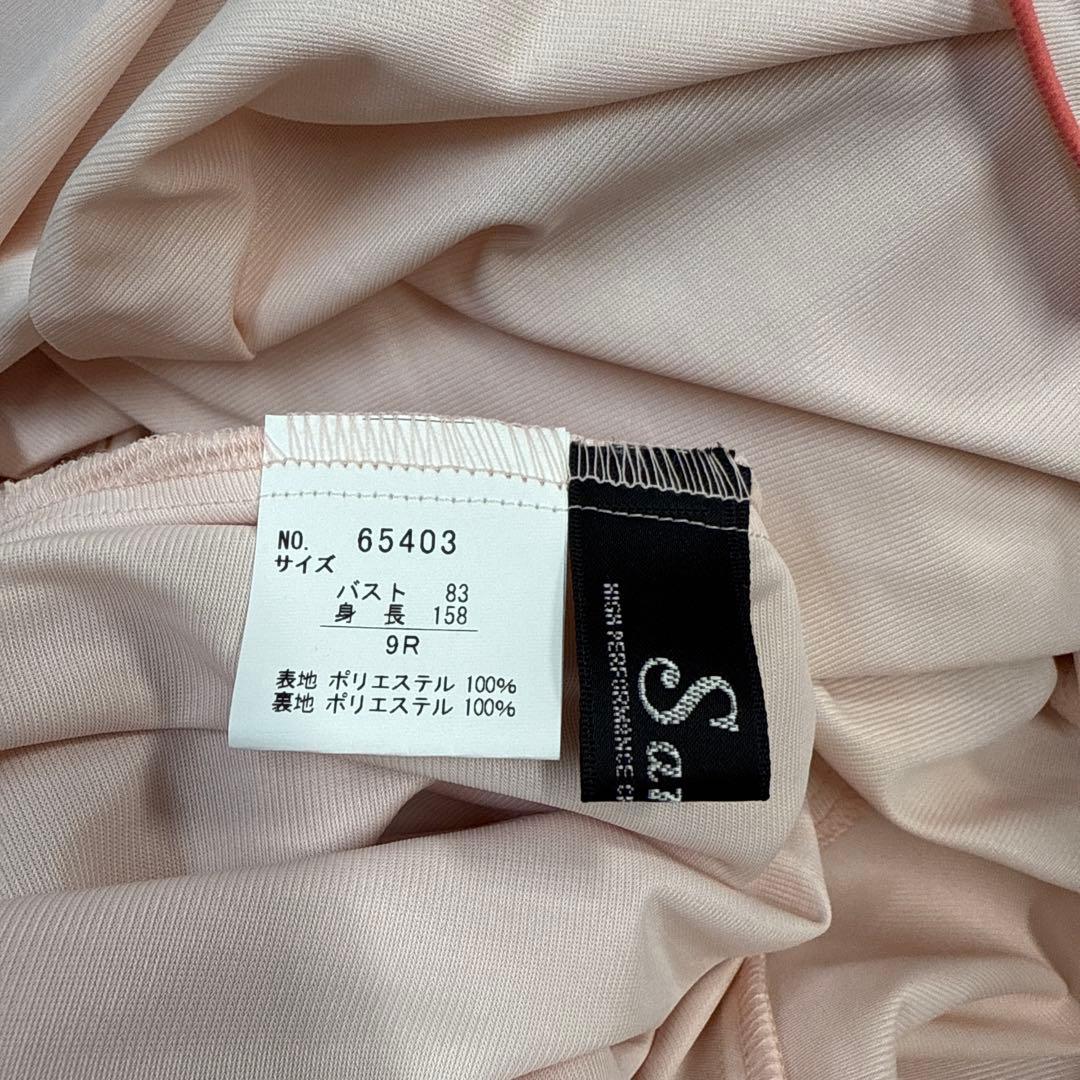 NO. 65403
サイズ
バスト 83
身 長 158
9R
表地 ポリエステル 100%
裏地 ポリエステル 100%
HIGH PERFORMANCE
S